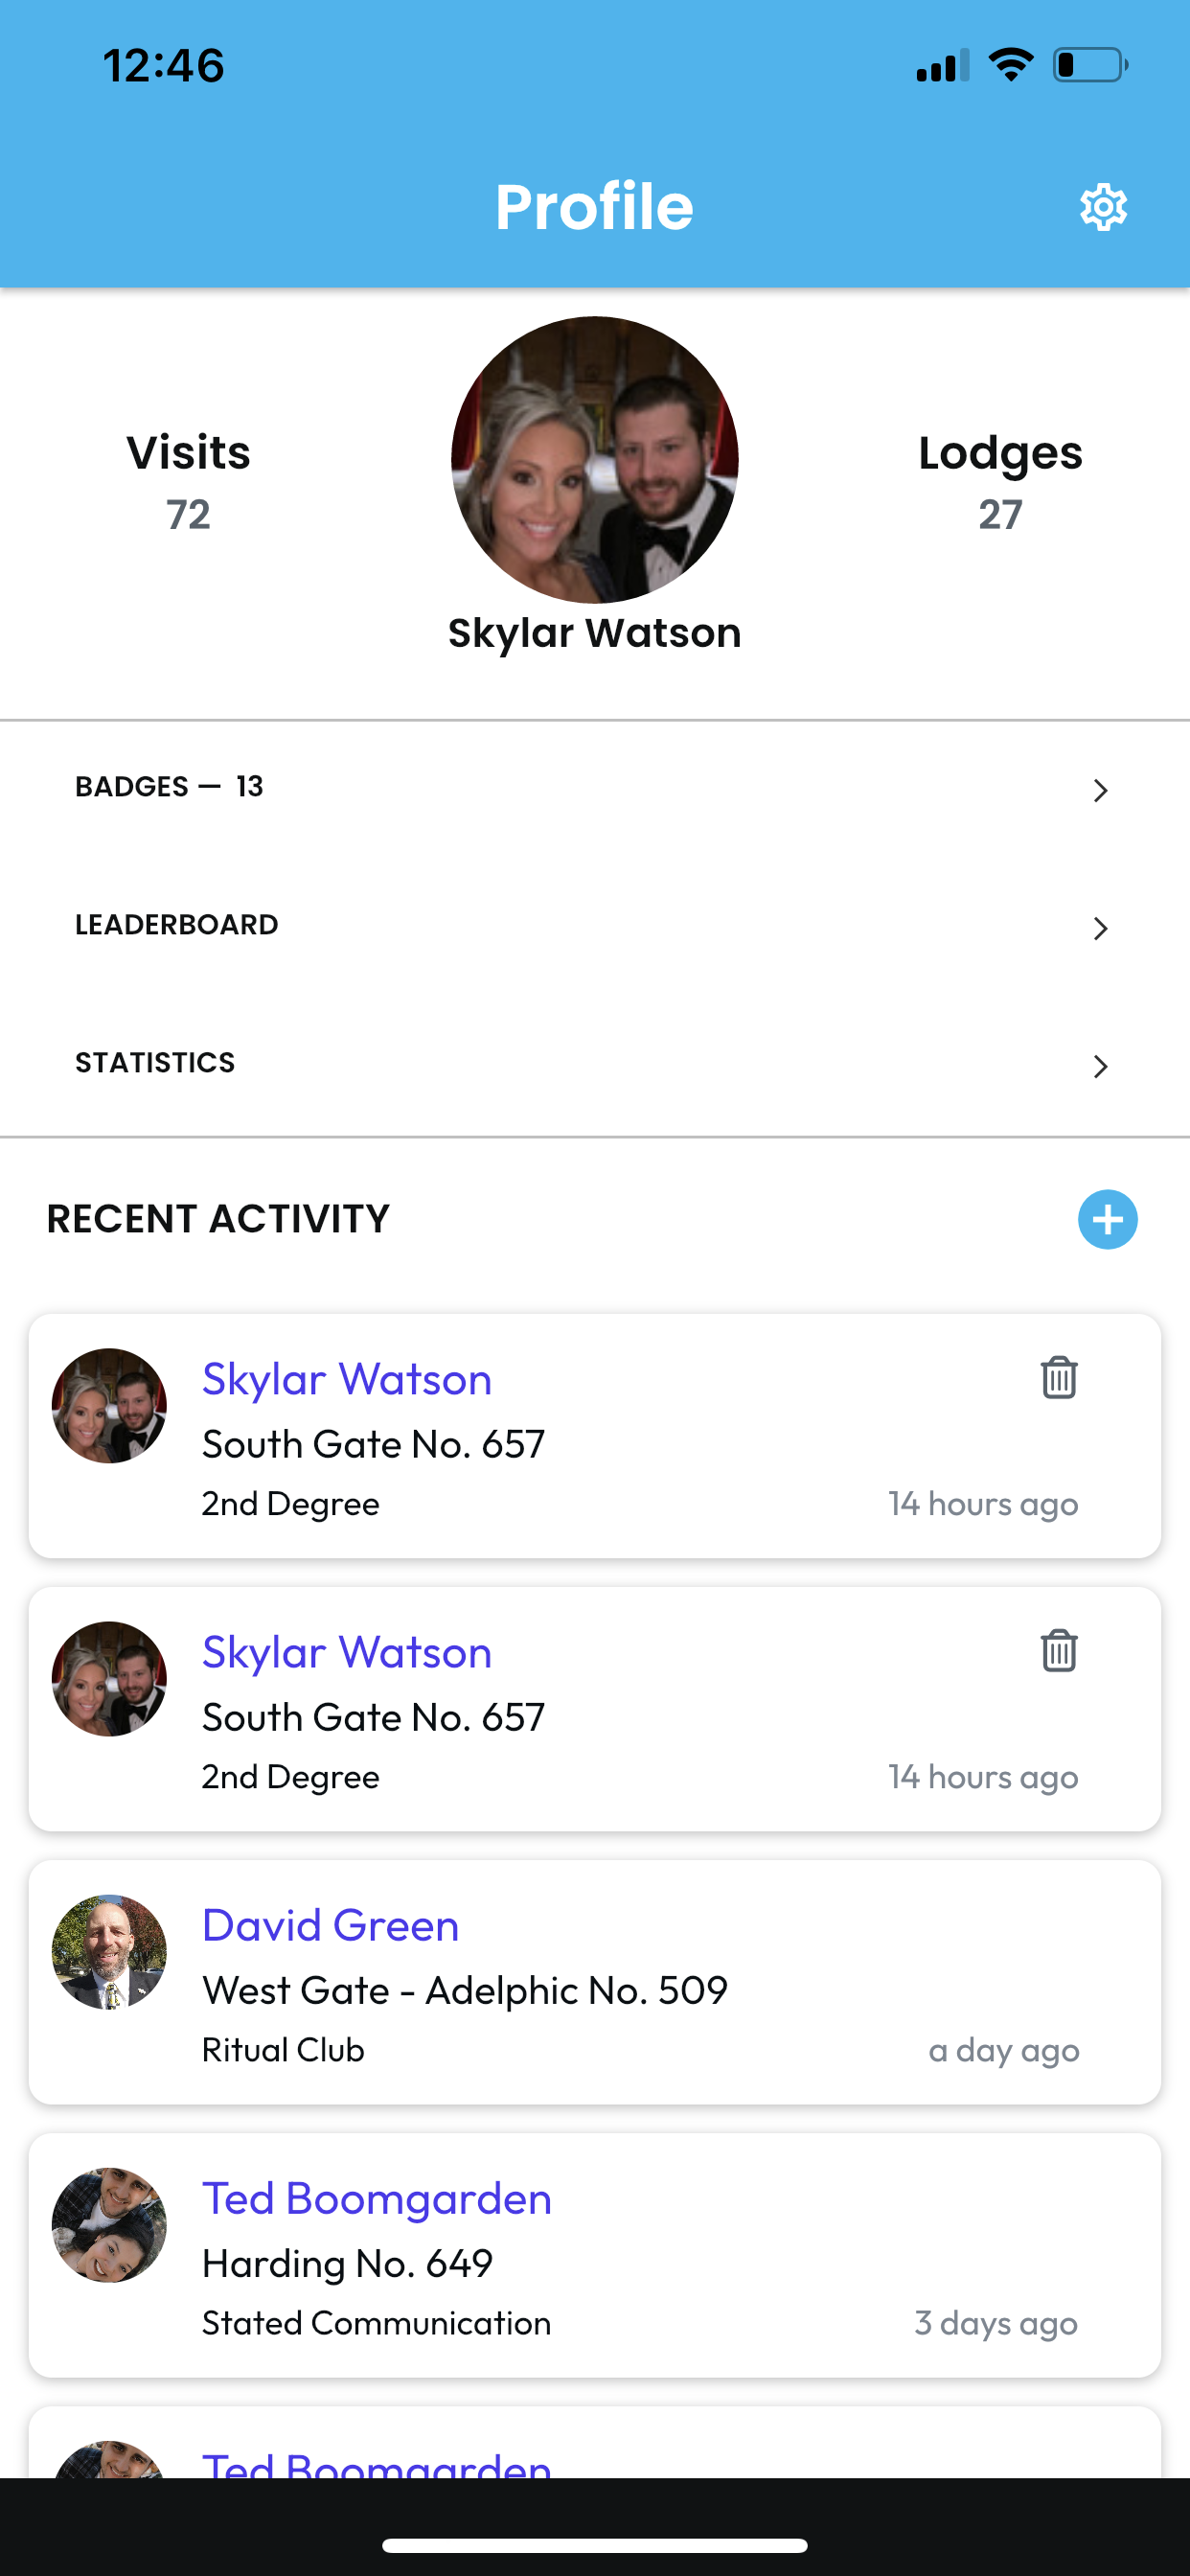 12:46
Profile
Visits
72
Lodges
27
Skylar Watson
BADGES — 13
LEADERBOARD
STATISTICS
RECENT ACTIVITY
Skylar Watson
South Gate No. 657
2nd Degree
14 hours ago
Skylar Watson
South Gate No. 657
2nd Degree
14 hours ago
David Green
West Gate - Adelphic No. 509
Ritual Club
a day ago
Ted Boomgarden
Harding No. 649
Stated Communication
3 days ago
Ted Boomgarden